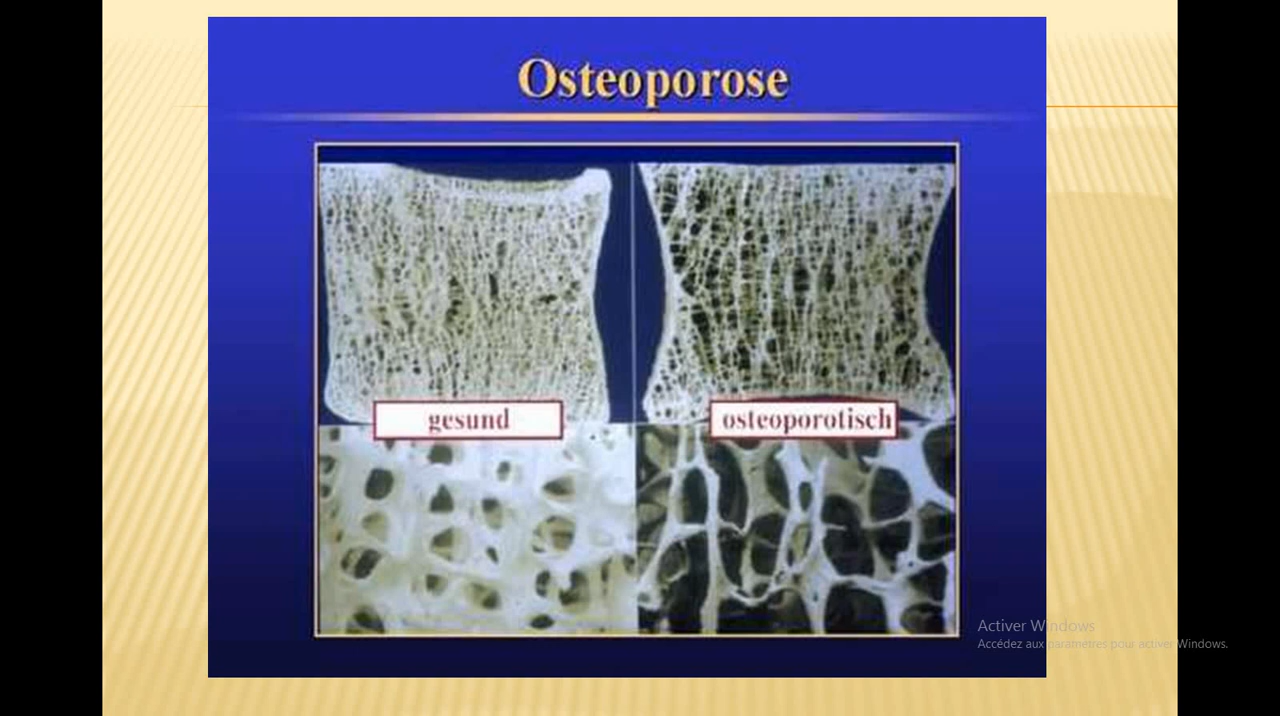 Osteoporose
gesund
osteoporotisch
Activer Windows
Accédez aux paramètres pour activer Windows.